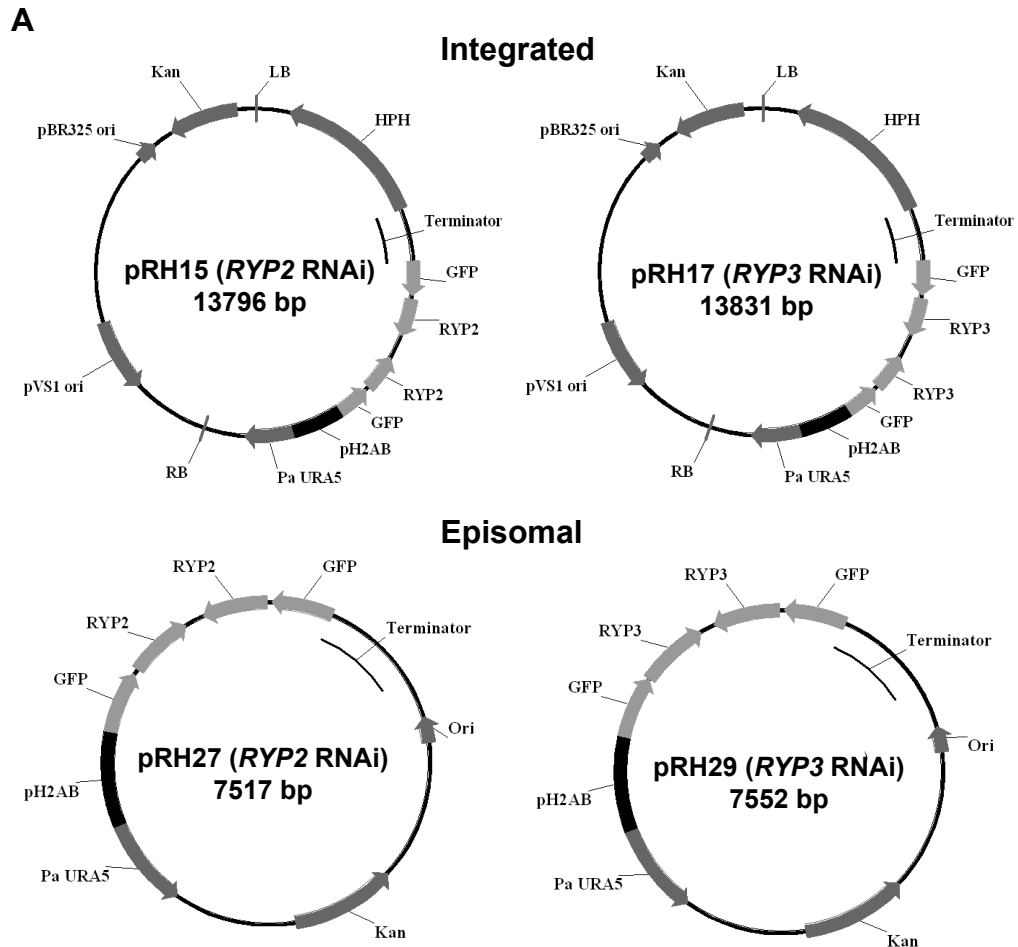 A
Integrated
Kan
LB
HPH
pBR325 ori
Terminator
GFP
RYP2
RYP2
GFP
pH2AB
Pa URA5
RB
pVS1 ori
pRH15 (RYP2 RNAi)
13796 bp
Kan
LB
HPH
pBR325 ori
Terminator
GFP
RYP3
RYP3
GFP
pH2AB
Pa URA5
RB
pVS1 ori
pRH17 (RYP3 RNAi)
13831 bp
Episomal
RYP2
GFP
RYP2
Terminator
GFP
Ori
pH2AB
Pa URA5
Kan
pRH27 (RYP2 RNAi)
7517 bp
RYP3
GFP
RYP3
Terminator
GFP
Ori
pH2AB
Pa URA5
Kan
pRH29 (RYP3 RNAi)
7552 bp